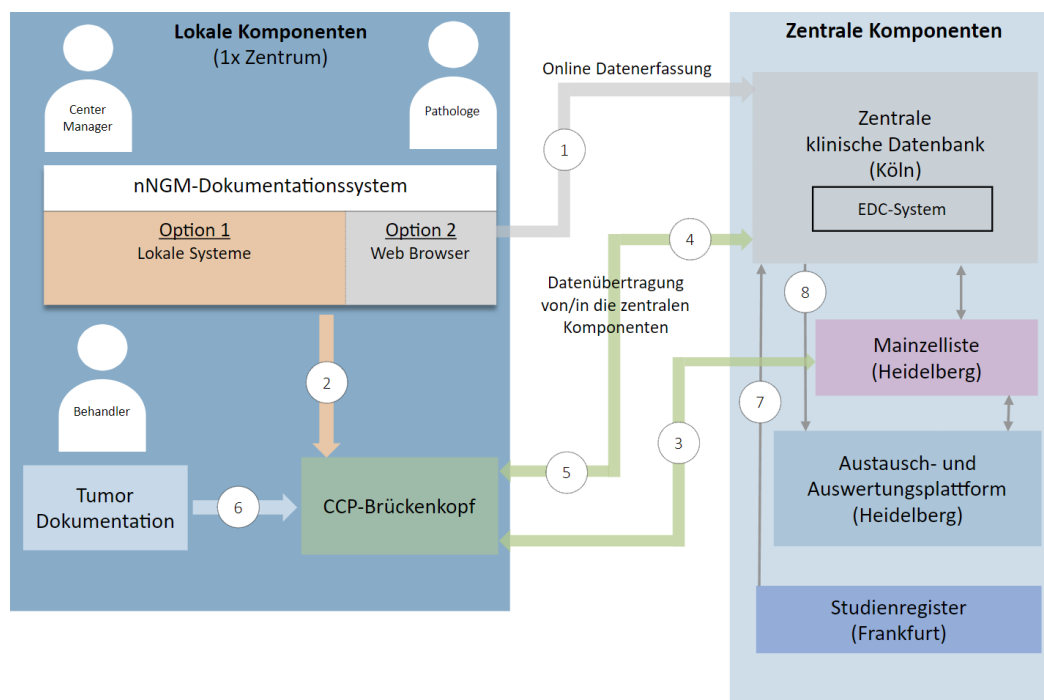 Lokale Komponenten
(1x Zentrum)
Center
Manager
Pathologe
nNGM-Dokumentationssystem
Option 1
Lokale Systeme
Option 2
Web Browser
Behandler
2
Tumor
Dokumentation
6
CCP-Brückenkopf
Online Datenerfassung
1
4
Datenübertragung
von/in die zentralen
Komponenten
3
5
Zentrale Komponenten
Zentrale
klinische Datenbank
(Köln)
EDC-System
8
Mainzelliste
(Heidelberg)
7
Austausch- und
Auswertungsplattform
(Heidelberg)
Studienregister
(Frankfurt)